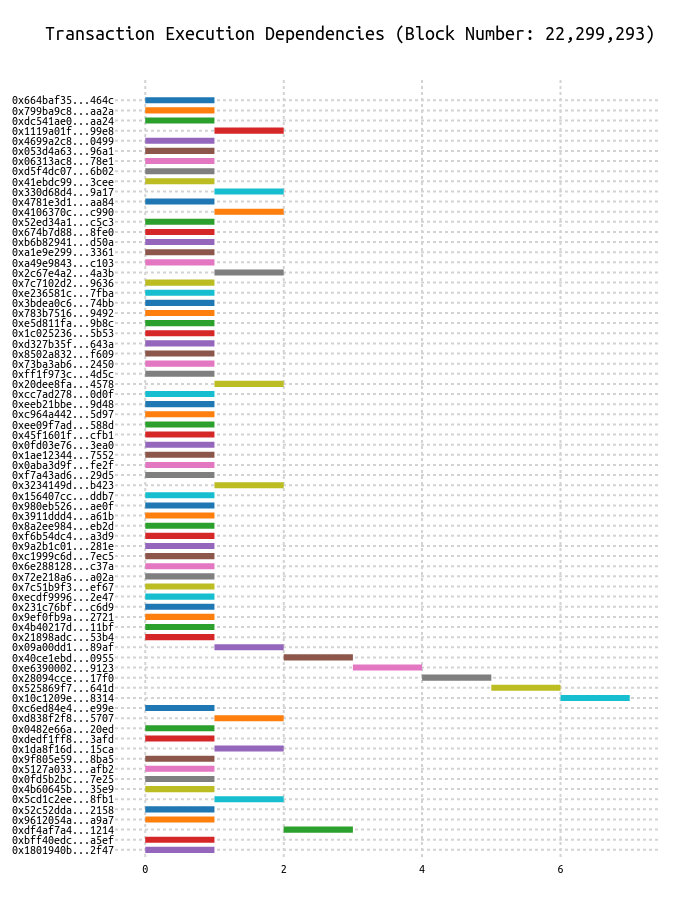 Transaction Execution Dependencies (Block Number: 22,299,293)
0x664baf35...464c
0x799ba9c8...aa2a
0xdc541ae0...aa24
0x1119a01f...99e8
0x4699a2c8...0499
0x053d4a63...96a1
0x06313ac8...78e1
0xd5f4dc07...6b02
0x41ebdc99...3cee
0x330d68d4...9a17
0x4781e3d1...aa84
0x4106370c...c990
0x52ed34a1...c5c3
0x674b7d88...8fe0
0xb6b82941...d50a
0xa1e9e299...3361
0xa49e9843...c103
0x2c67e4a2...4a3b
0x7c7102d2...9636
0xe236581c...7fba
0x3bdea0c6...74bb
0x783b7516...9492
0xe5d811fa...9b8c
0x1c025236...5b53
0xd327b35f...643a
0x8502a832...f609
0x73ba3ab6...2450
0xff1f973c...4d5c
0x20dee8fa...4578
0xcc7ad278...0d0f
0xeeb21bbe...9d48
0xc964a442...5d97
0xee09f7ad...588d
0x45f1601f...cfb1
0x0fd03e76...3ea0
0x1ae12344...7552
0x0aba3d9f...fe2f
0xf7a43ad6...29d5
0x3234149d...b423
0x156407cc...ddb7
0x980eb526...ae0f
0x3911ddd4...a61b
0x8a2ee984...eb2d
0xf6b54dc4...a3d9
0x9a2b1c01...281e
0xc1999c6d...7ec5
0x6e288128...c37a
0x72e218a6...a02a
0x7c51b9f3...ef67
0xecdf9996...2e47
0x231c76bf...c6d9
0x9ef0fb9a...2721
0x4b40217d...11bf
0x21898adc...53b4
0x09a00dd1...89af
0x40ce1ebd...0955
0xe6390002...9123
0x28094cce...17f0
0x525869f7...641d
0x10c1209e...8314
0xc6ed84e4...e99e
0xd838f2f8...5707
0x0482e66a...20ed
0xdedf1ff8...3afd
0x1da8f16d...15ca
0x9f805e59...8ba5
0x5127a033...afb2
0x0fd5b2bc...7e25
0x4b60645b...35e9
0x5cd1c2ee...8fb1
0x52c52dda...2158
0x9612054a...a9a7
0xdf4af7a4...1214
0xbff40edc...a5ef
0x1801940b...2f47
0 2 4 6